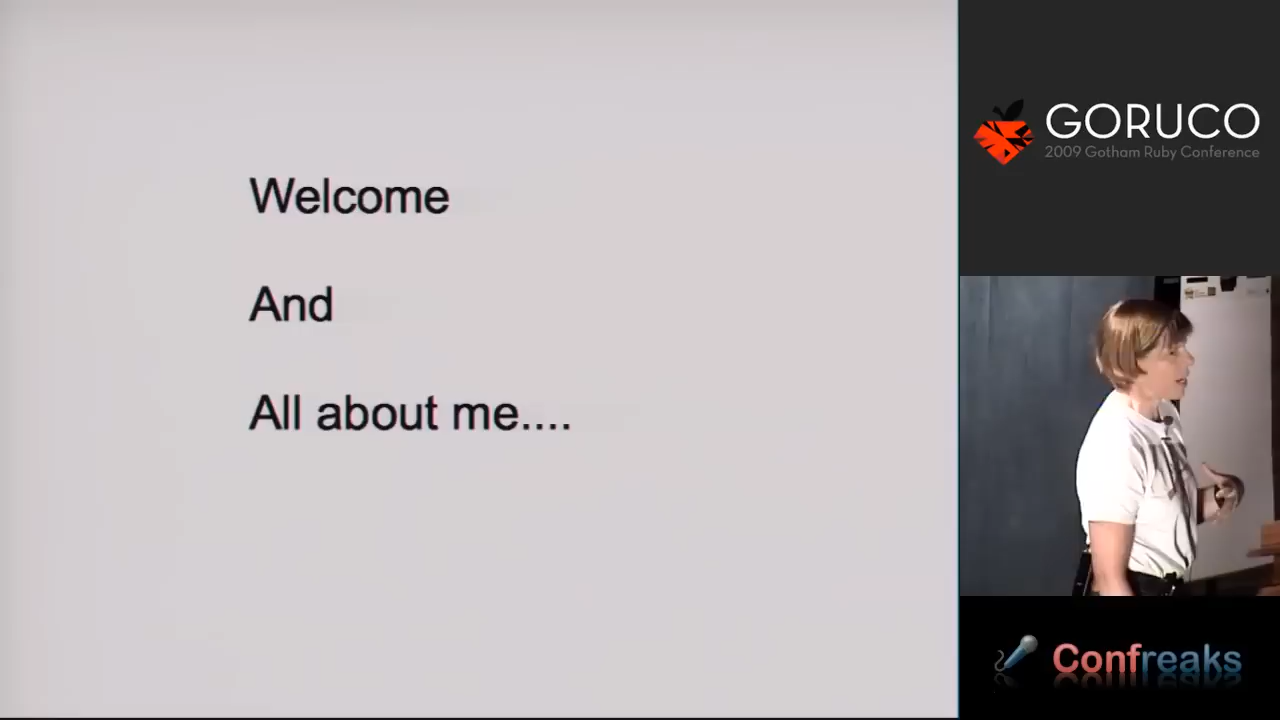 Welcome
And
All about me....
GORUCO
2009 Gotham Ruby Conference
Confreaks